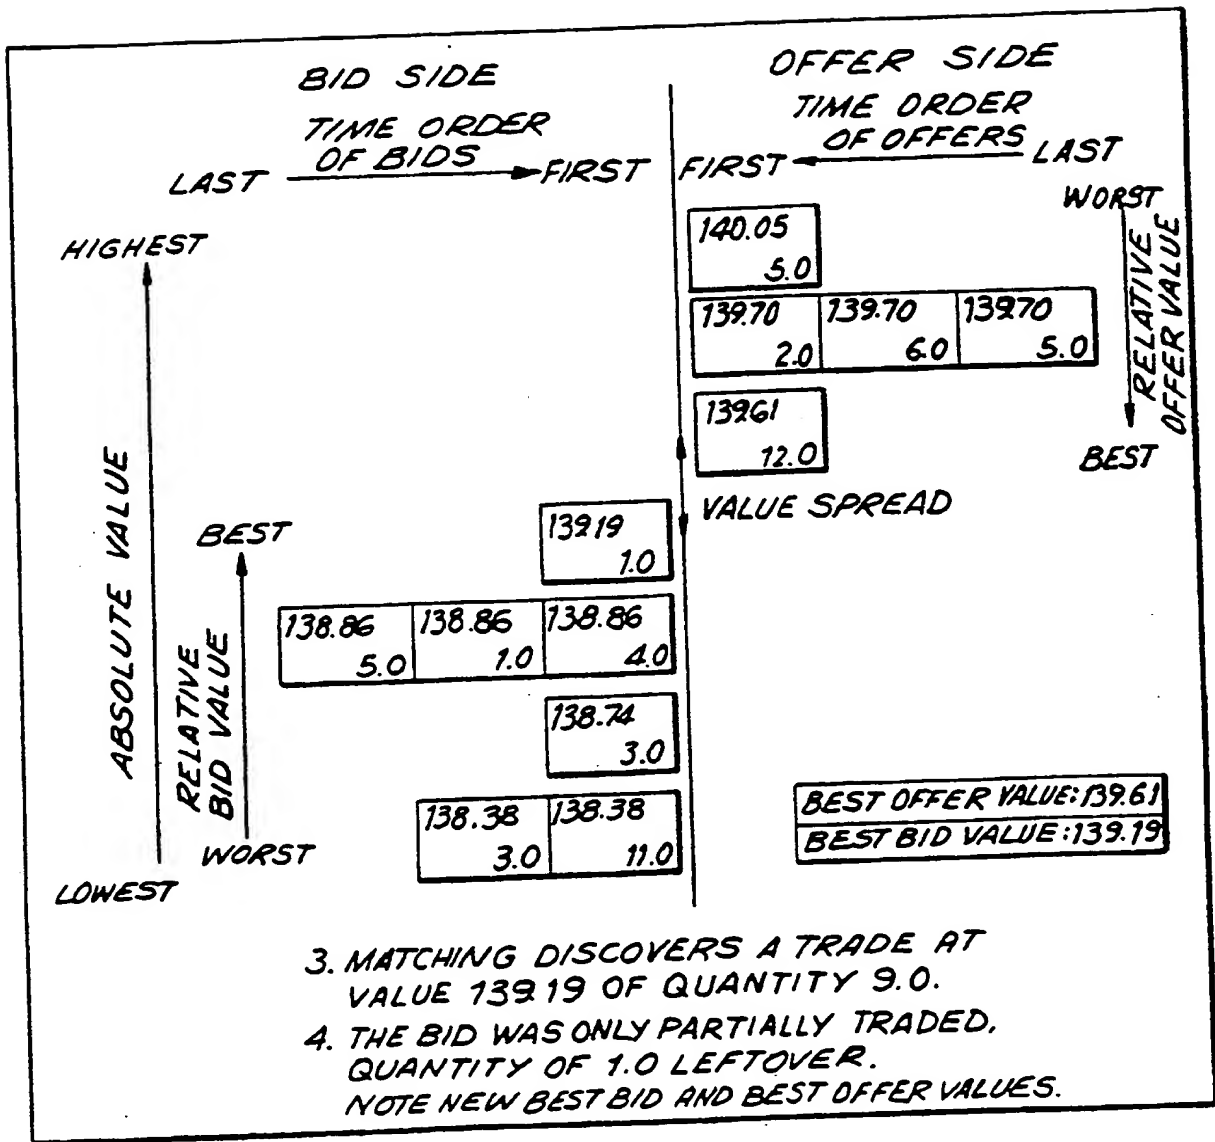 BID SIDE
OFFER SIDE
TIME ORDER
OF BIDS
TIME ORDER
OF OFFERS
LAST
FIRST
FIRST
LAST
WORST
HIGHEST
140.05
5.0
139.70
2.0
139.70
6.0
13970
5.0
RELATIVE
OFFER VALUE
13961
12.0
BEST
VALUE SPREAD
ABSOLUTE VALUE
BEST
13919
1.0
138.86
5.0
138.86
1.0
138.86
4.0
RELATIVE
BID VALUE
138.74
3.0
138.38
3.0
138.38
11.0
WORST
LOWEST
BEST OFFER VALUE:139.61
BEST BID VALUE:139.19
3. MATCHING DISCOVERS A TRADE AT
VALUE 139.19 OF QUANTITY 9.0.
4. THE BID WAS ONLY PARTIALLY TRADED,
QUANTITY OF 1.0 LEFTOVER.
NOTE NEW BEST BID AND BEST OFFER VALUES.